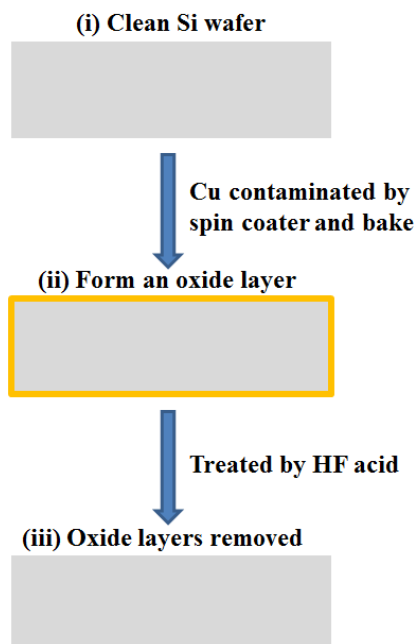 (i) Clean Si wafer
Cu contaminated by
spin coater and bake
(ii) Form an oxide layer
Treated by HF acid
(iii) Oxide layers removed